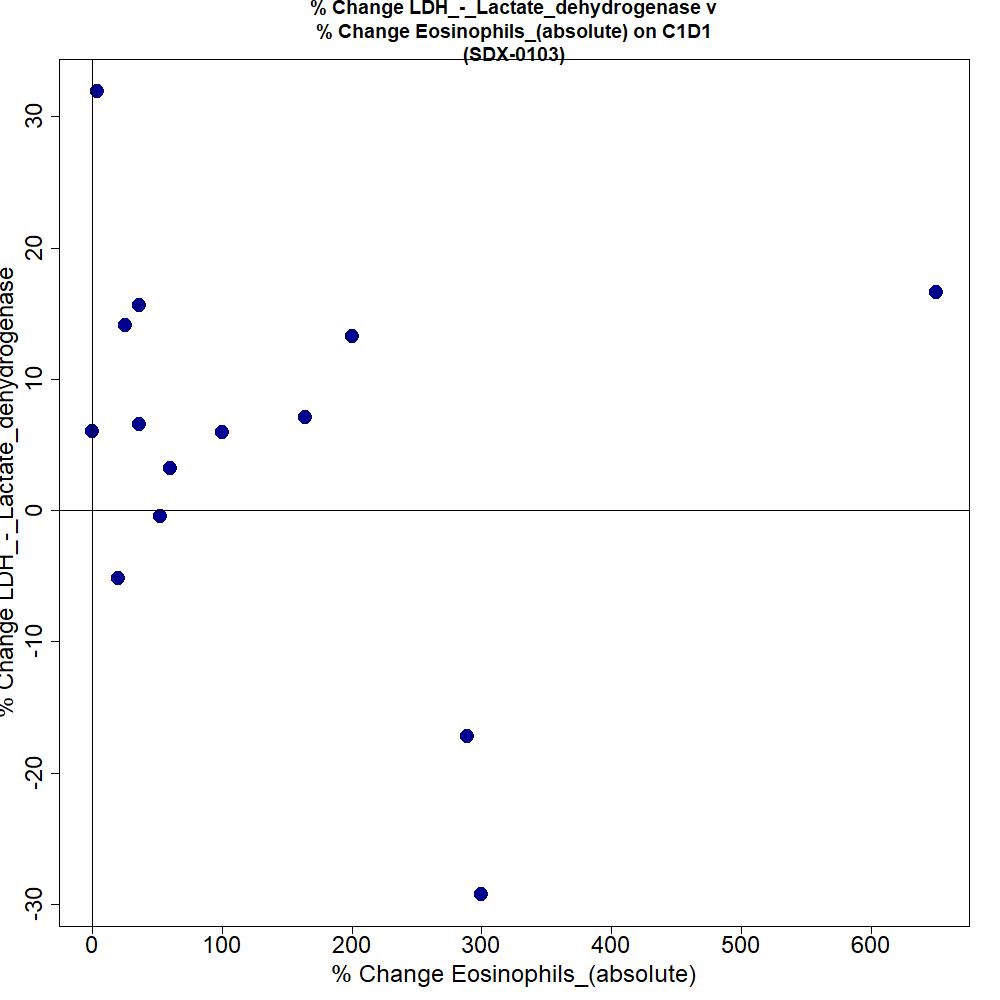 % Change LDH_-_Lactate_dehydrogenase v
% Change Eosinophils_(absolute) on C1D1
(SDX-0103)
% Change LDH_-_Lactate_dehydrogenase
30
20
10
0
-10
-20
-30
0 100 200 300 400 500 600
% Change Eosinophils_(absolute)